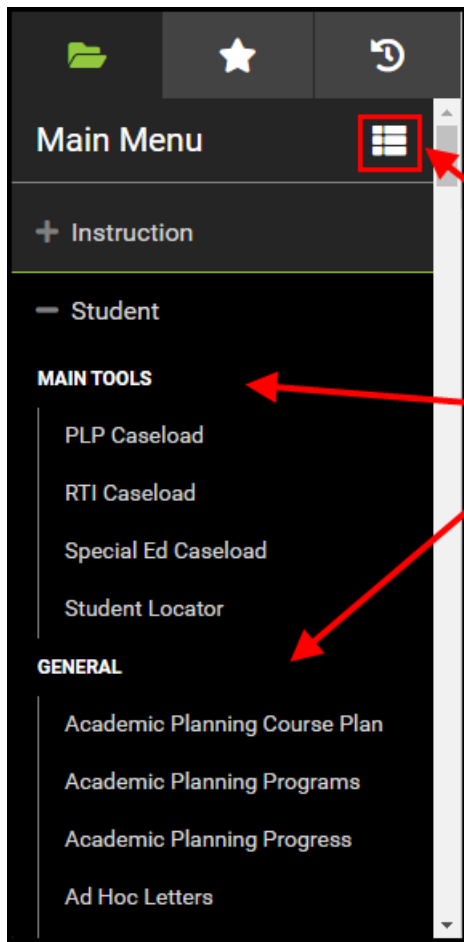 Main Menu
Instruction
Student
MAIN TOOLS
PLP Caseload
RTI Caseload
Special Ed Caseload
Student Locator
GENERAL
Academic Planning Course Plan
Academic Planning Programs
Academic Planning Progress
Ad Hoc Letters